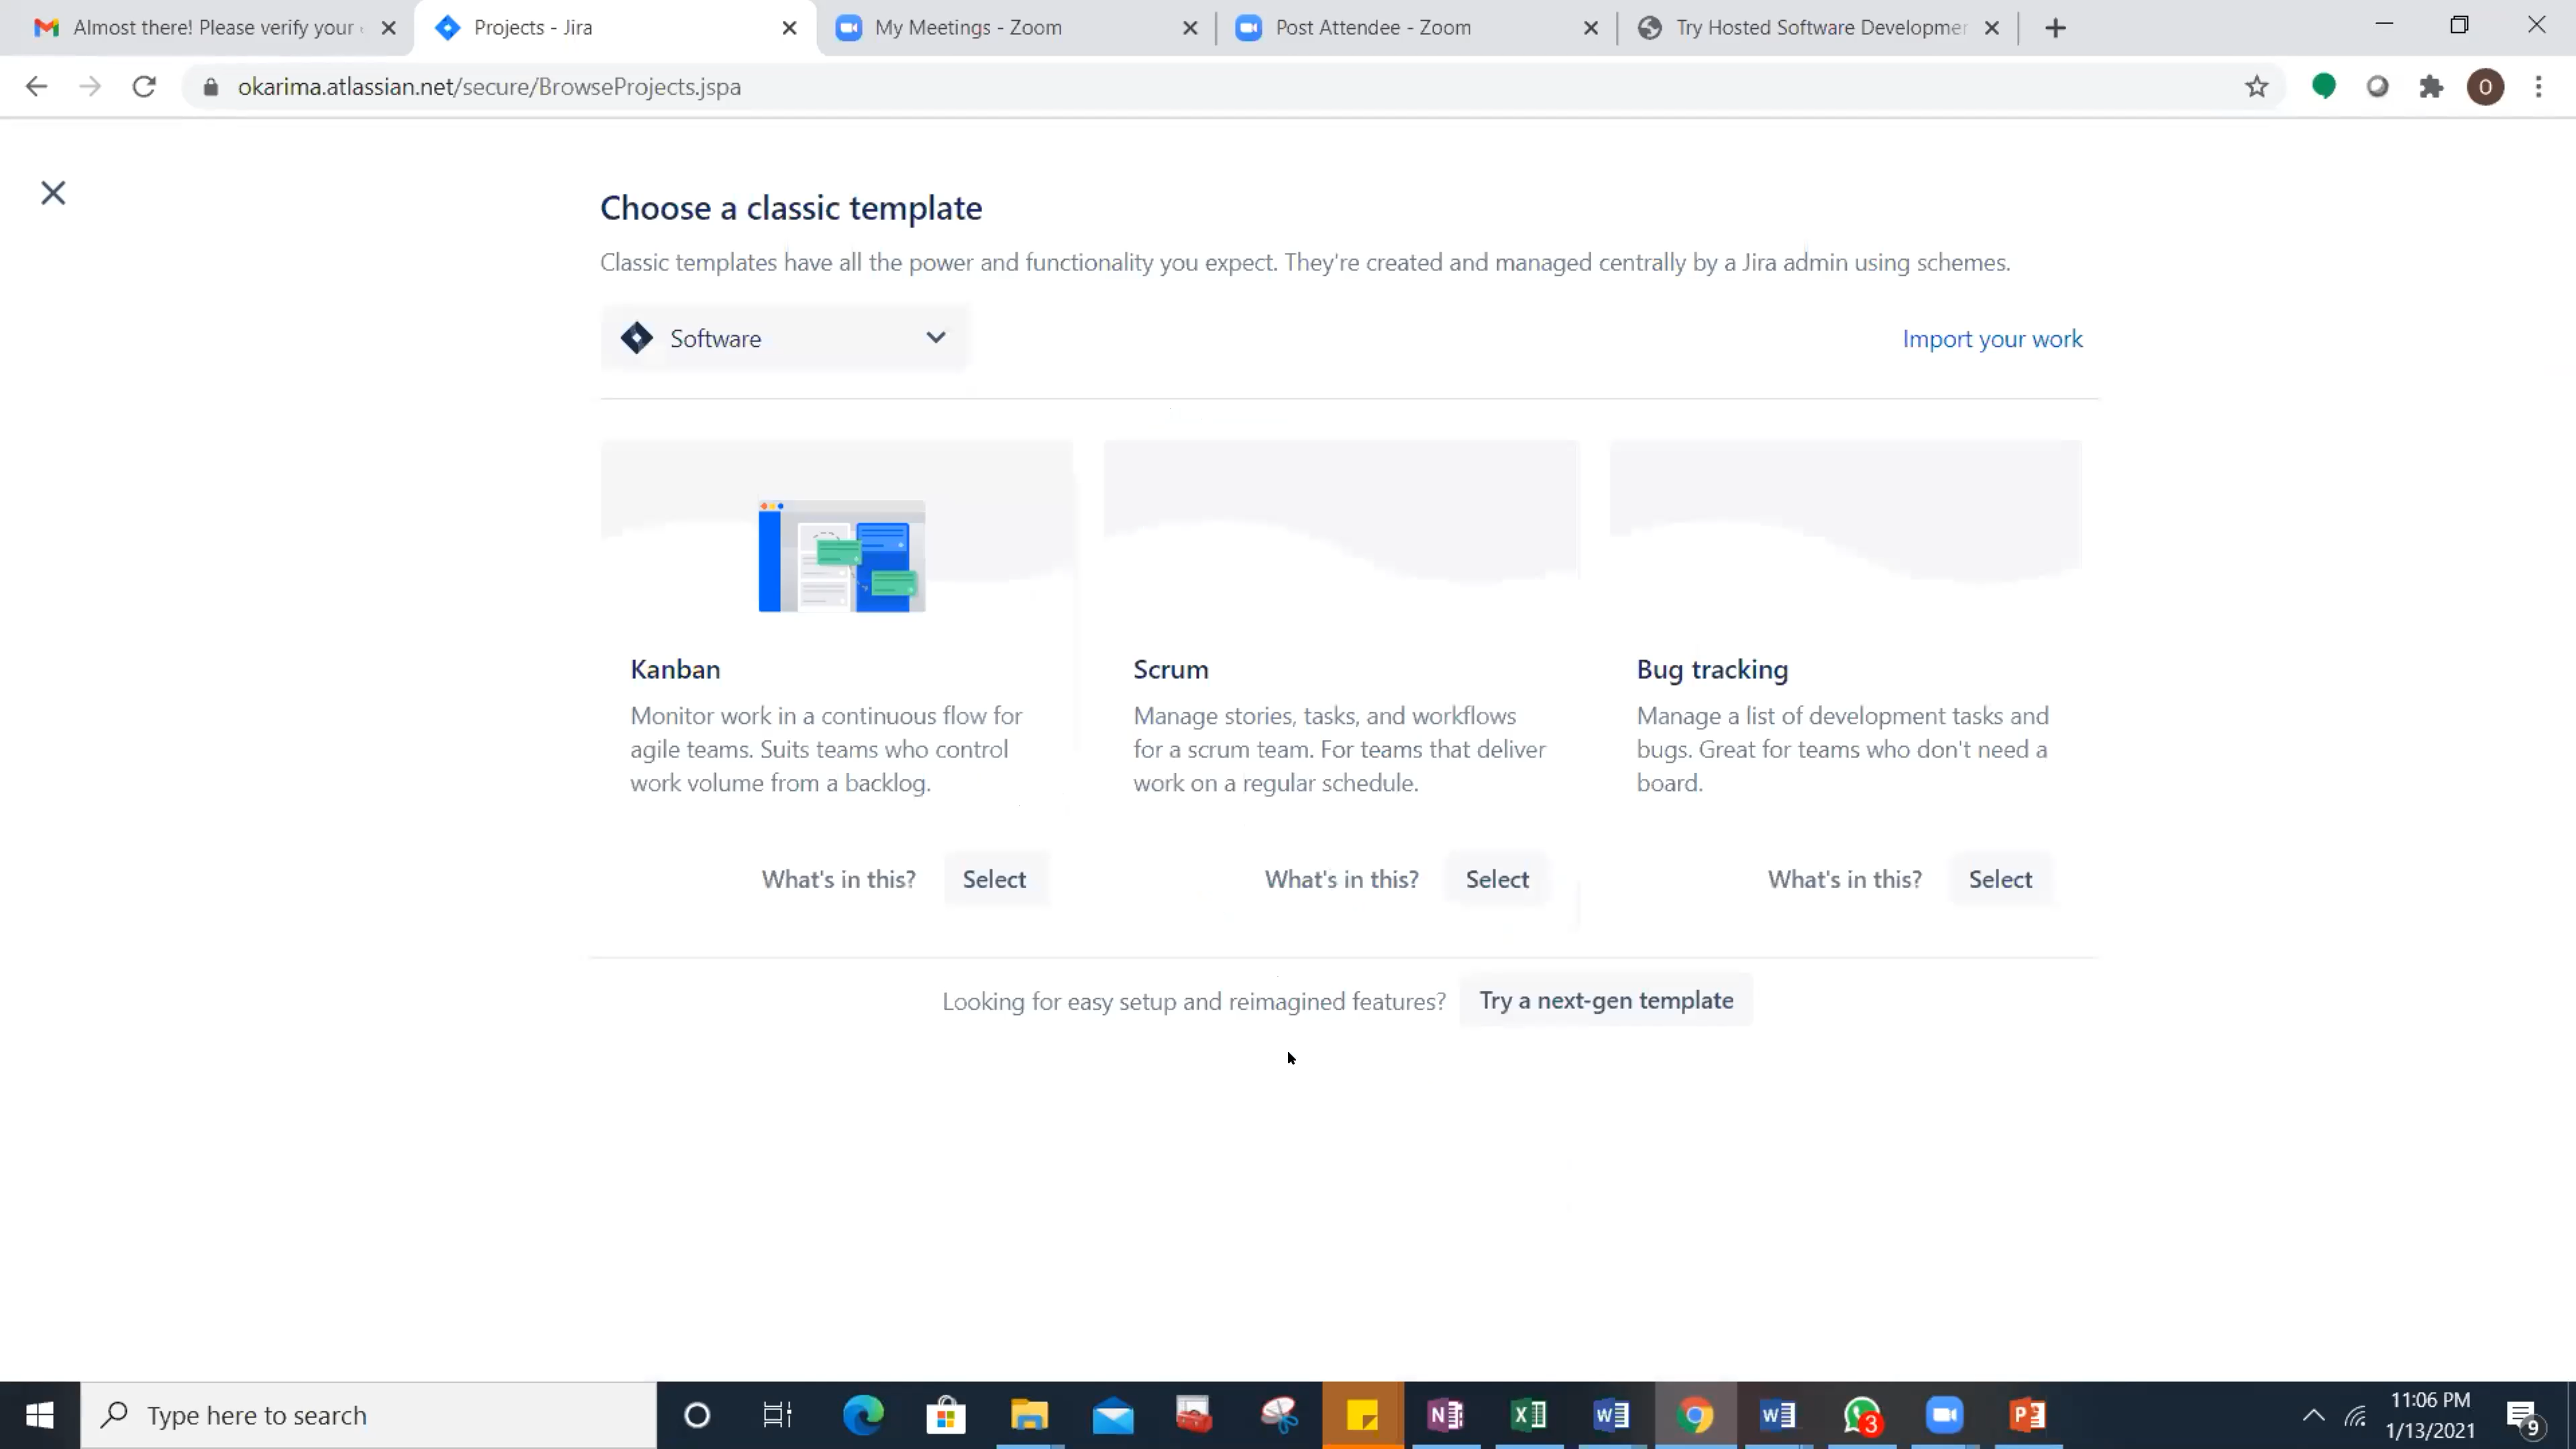 Almost there! Please verify your
Projects - Jira
My Meetings - Zoom
Post Attendee - Zoom
Try Hosted Software Developmer
okarima.atlassian.net/secure/BrowseProjects.jspa
O
Choose a classic template
Classic templates have all the power and functionality you expect. They're created and managed centrally by a Jira admin using schemes.
Software
Import your work
Kanban
Monitor work in a continuous flow for
agile teams. Suits teams who control
work volume from a backlog.
What's in this?
Select
Scrum
Manage stories, tasks, and workflows
for a scrum team. For teams that deliver
work on a regular schedule.
What's in this?
Select
Bug tracking
Manage a list of development tasks and
bugs. Great for teams who don't need a
board.
What's in this?
Select
Looking for easy setup and reimagined features?
Try a next-gen template
Type here to search
3
11:06 PM
1/13/2021
9